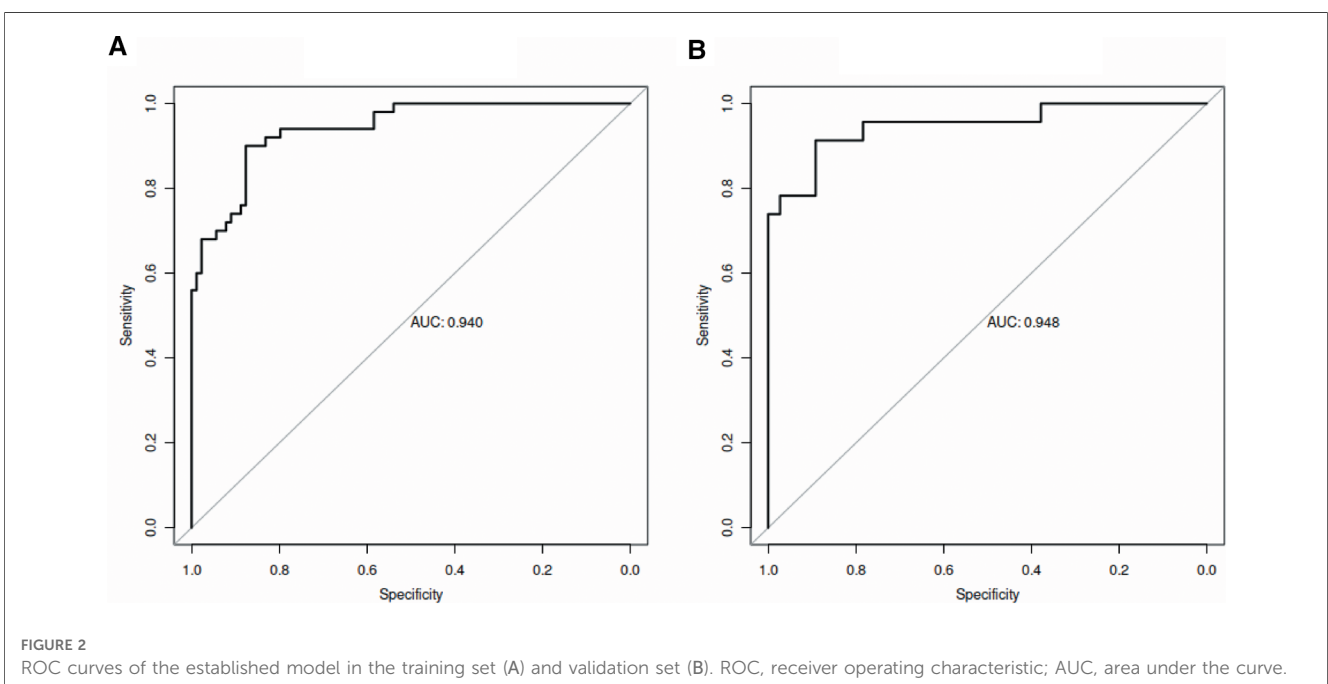 A
B
1.0
0.8
0.6
0.4
0.2
0.0
Sensitivity
AUC: 0.940
1.0 0.8 0.6 0.4 0.2 0.0
Specificity
1.0
0.8
0.6
0.4
0.2
0.0
Sensitivity
AUC: 0.948
1.0 0.8 0.6 0.4 0.2 0.0
Specificity
FIGURE 2
ROC curves of the established model in the training set (A) and validation set (B). ROC, receiver operating characteristic; AUC, area under the curve.